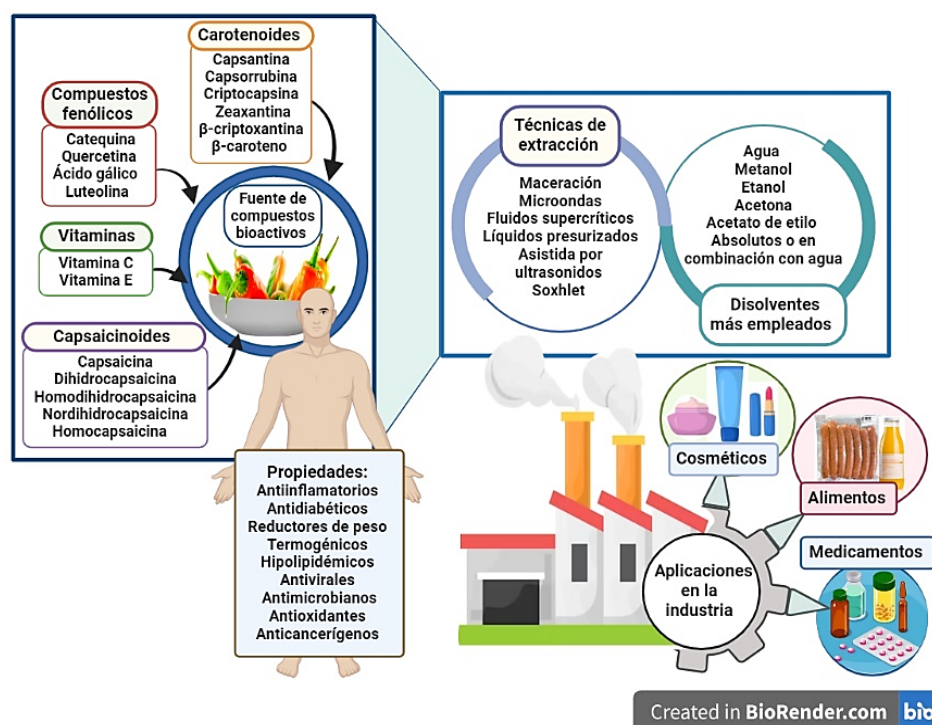 Carotenoides
Capsantina
Capsorrubina
Criptocapsina
Zeaxantina
β-criptoxantina
β-caroteno
Compuestos
fenólicos
Catequina
Quercetina
Ácido gálico
Luteolina
Vitaminas
Vitamina C
Vitamina E
Capsaicinoides
Capsaicina
Dihidrocapsaicina
Homodihidrocapsaicina
Nordihidrocapsaicina
Homocapsaicina
Fuente de
compuestos
bioactivos
Propiedades:
Antiinflamatorios
Antidiabéticos
Reductores de peso
Termogénicos
Hipolipidémicos
Antivirales
Antimicrobianos
Antioxidantes
Anticancerígenos
Técnicas de
extracción
Maceración
Microondas
Fluidos supercríticos
Líquidos presurizados
Asistida por
ultrasonidos
Soxhlet
Agua
Metanol
Etanol
Acetona
Acetato de etilo
Absolutos o en
combinación con agua
Disolventes
más empleados
Cosméticos
Alimentos
Medicamentos
Aplicaciones
en la
industria
Created in BioRender.com bio